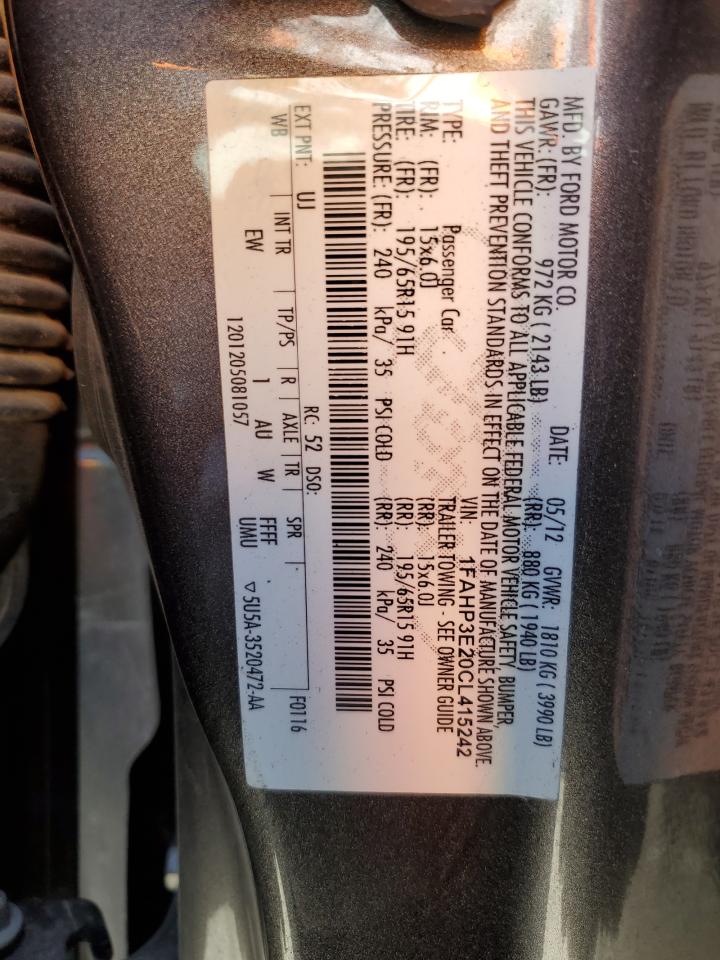 MFD. BY FORD MOTOR CO. DATE: 05/12 GVWR: 1810 KG ( 3990 LB)
GAWR: (FR): 972 KG ( 2143 LB) (RR): 880 KG ( 1940 LB)
THIS VEHICLE CONFORMS TO ALL APPLICABLE FEDERAL MOTOR VEHICLE SAFETY, BUMPER,
AND THEFT PREVENTION STANDARDS IN EFFECT ON THE DATE OF MANUFACTURE SHOWN ABOVE.
VIN: 1FAHP3E20CL415242
TYPE: Passenger Car TRAILER TOWING - SEE OWNER GUIDE
RIM: (FR): 15x6.0J (RR): 15x6.0J
TIRE: (FR): 195/65R15 91H (RR): 195/65R15 91H
PRESSURE: (FR): 240 kPa/ 35 PSI COLD (RR): 240 kPa/ 35 PSI COLD
EXT PNT: UJ RC: 52 DSO: F0116
WB INT TR TP/PS R AXLE TR SPR
EW 1 AU W FFFF
1201205081057 UMU ▽5U5A-3520472-AA